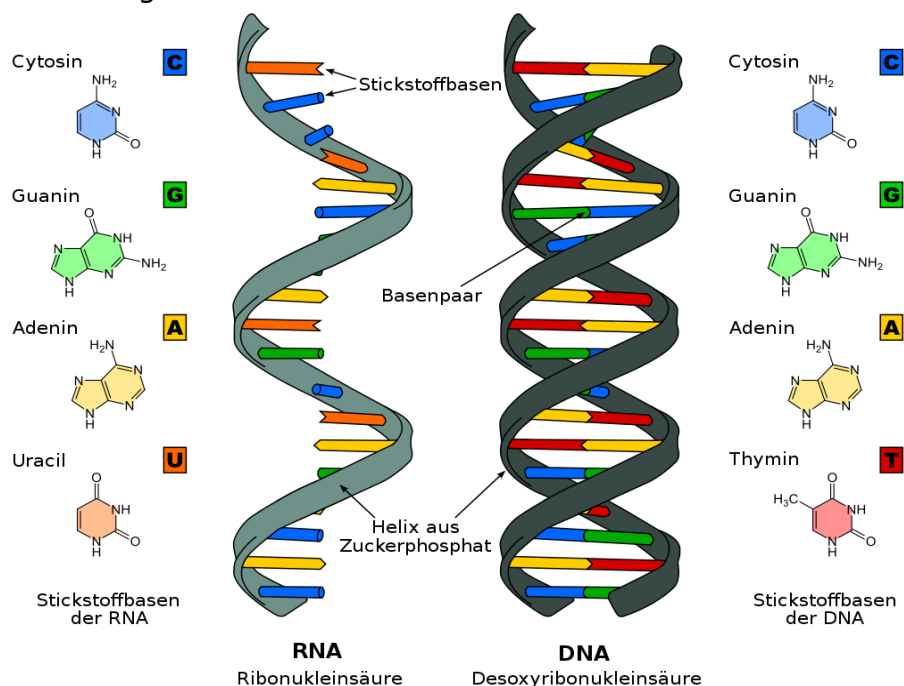 Cytosin C
NH₂
N
N
H
O
Guanin G
O
N
NH
N
H
N
NH₂
Adenin A
H₂N
N
N
N
H
N
Uracil U
O
NH
N
H
O
Stickstoffbasen
der RNA
Stickstoffbasen
Basenpaar
Helix aus
Zuckerphosphat
RNA
Ribonukleinsäure
DNA
Desoxyribonukleinsäure
Cytosin C
NH₂
N
N
H
O
Guanin G
O
N
NH
N
H
N
NH₂
Adenin A
H₂N
N
N
N
H
N
Thymin T
O
H₃C
NH
N
H
O
Stickstoffbasen
der DNA